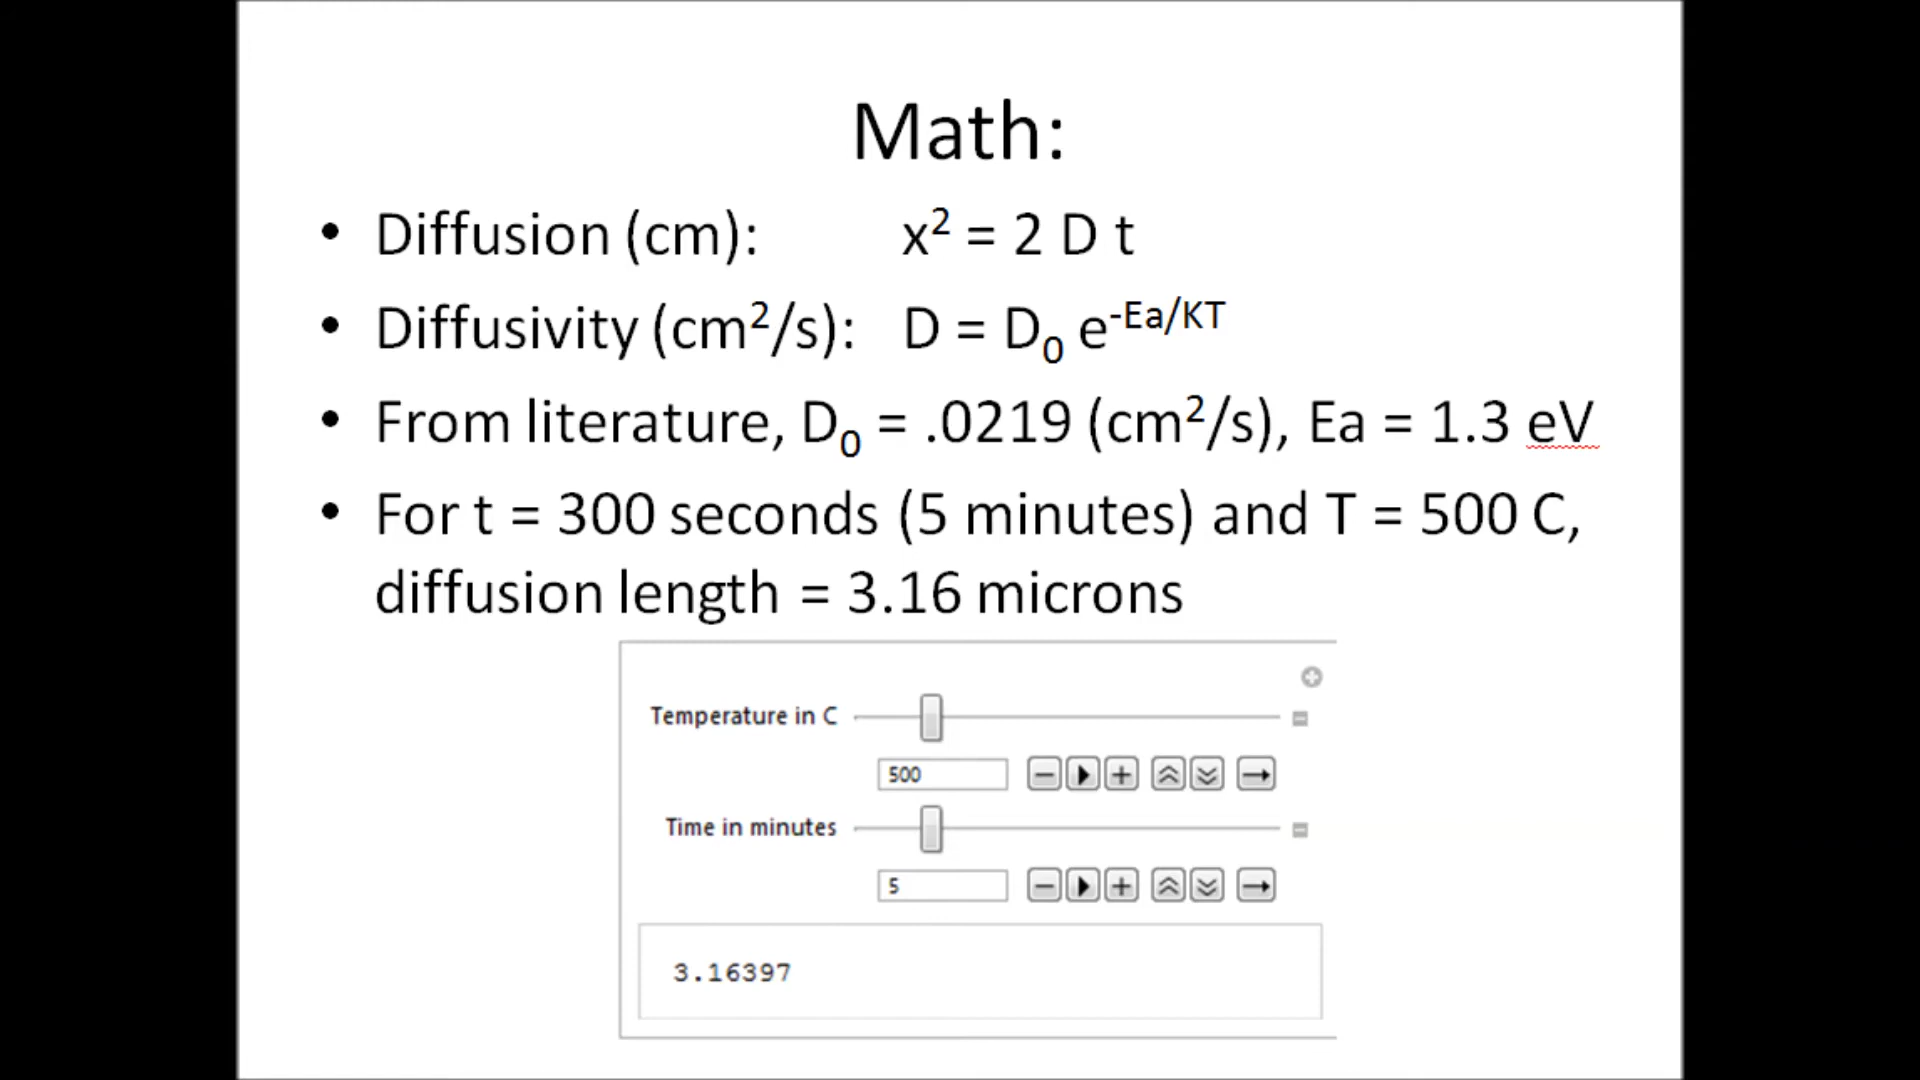 Math:
• Diffusion (cm): x² = 2 D t
• Diffusivity (cm²/s): D = D₀ e^-Ea/KT
• From literature, D₀ = .0219 (cm²/s), Ea = 1.3 eV
• For t = 300 seconds (5 minutes) and T = 500 C,
diffusion length = 3.16 microns
Temperature in C
500
Time in minutes
5
3.16397